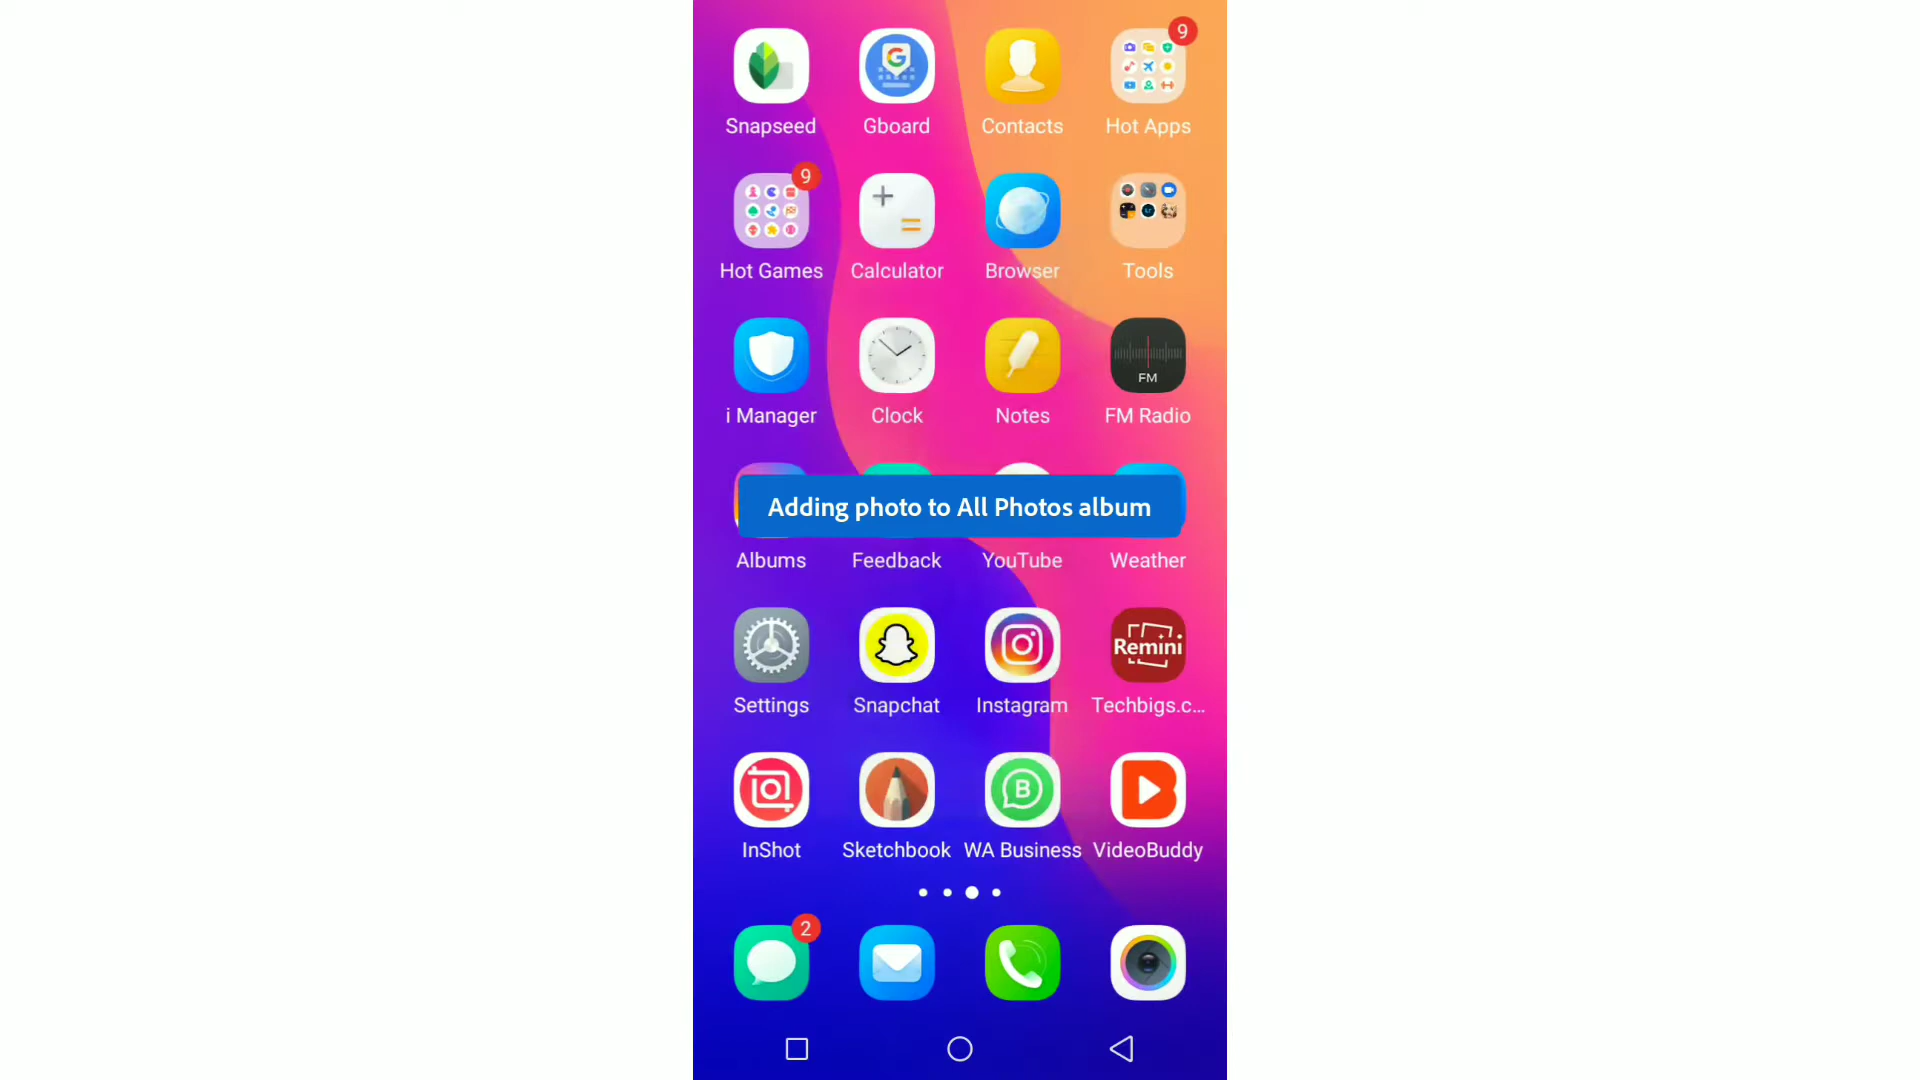 9
Snapseed Gboard Contacts Hot Apps
9
Hot Games Calculator Browser Tools
FM
i Manager Clock Notes FM Radio
Adding photo to All Photos album
Albums Feedback YouTube Weather
Remini
Settings Snapchat Instagram Techbigs.c...
B
InShot Sketchbook WA Business VideoBuddy
2